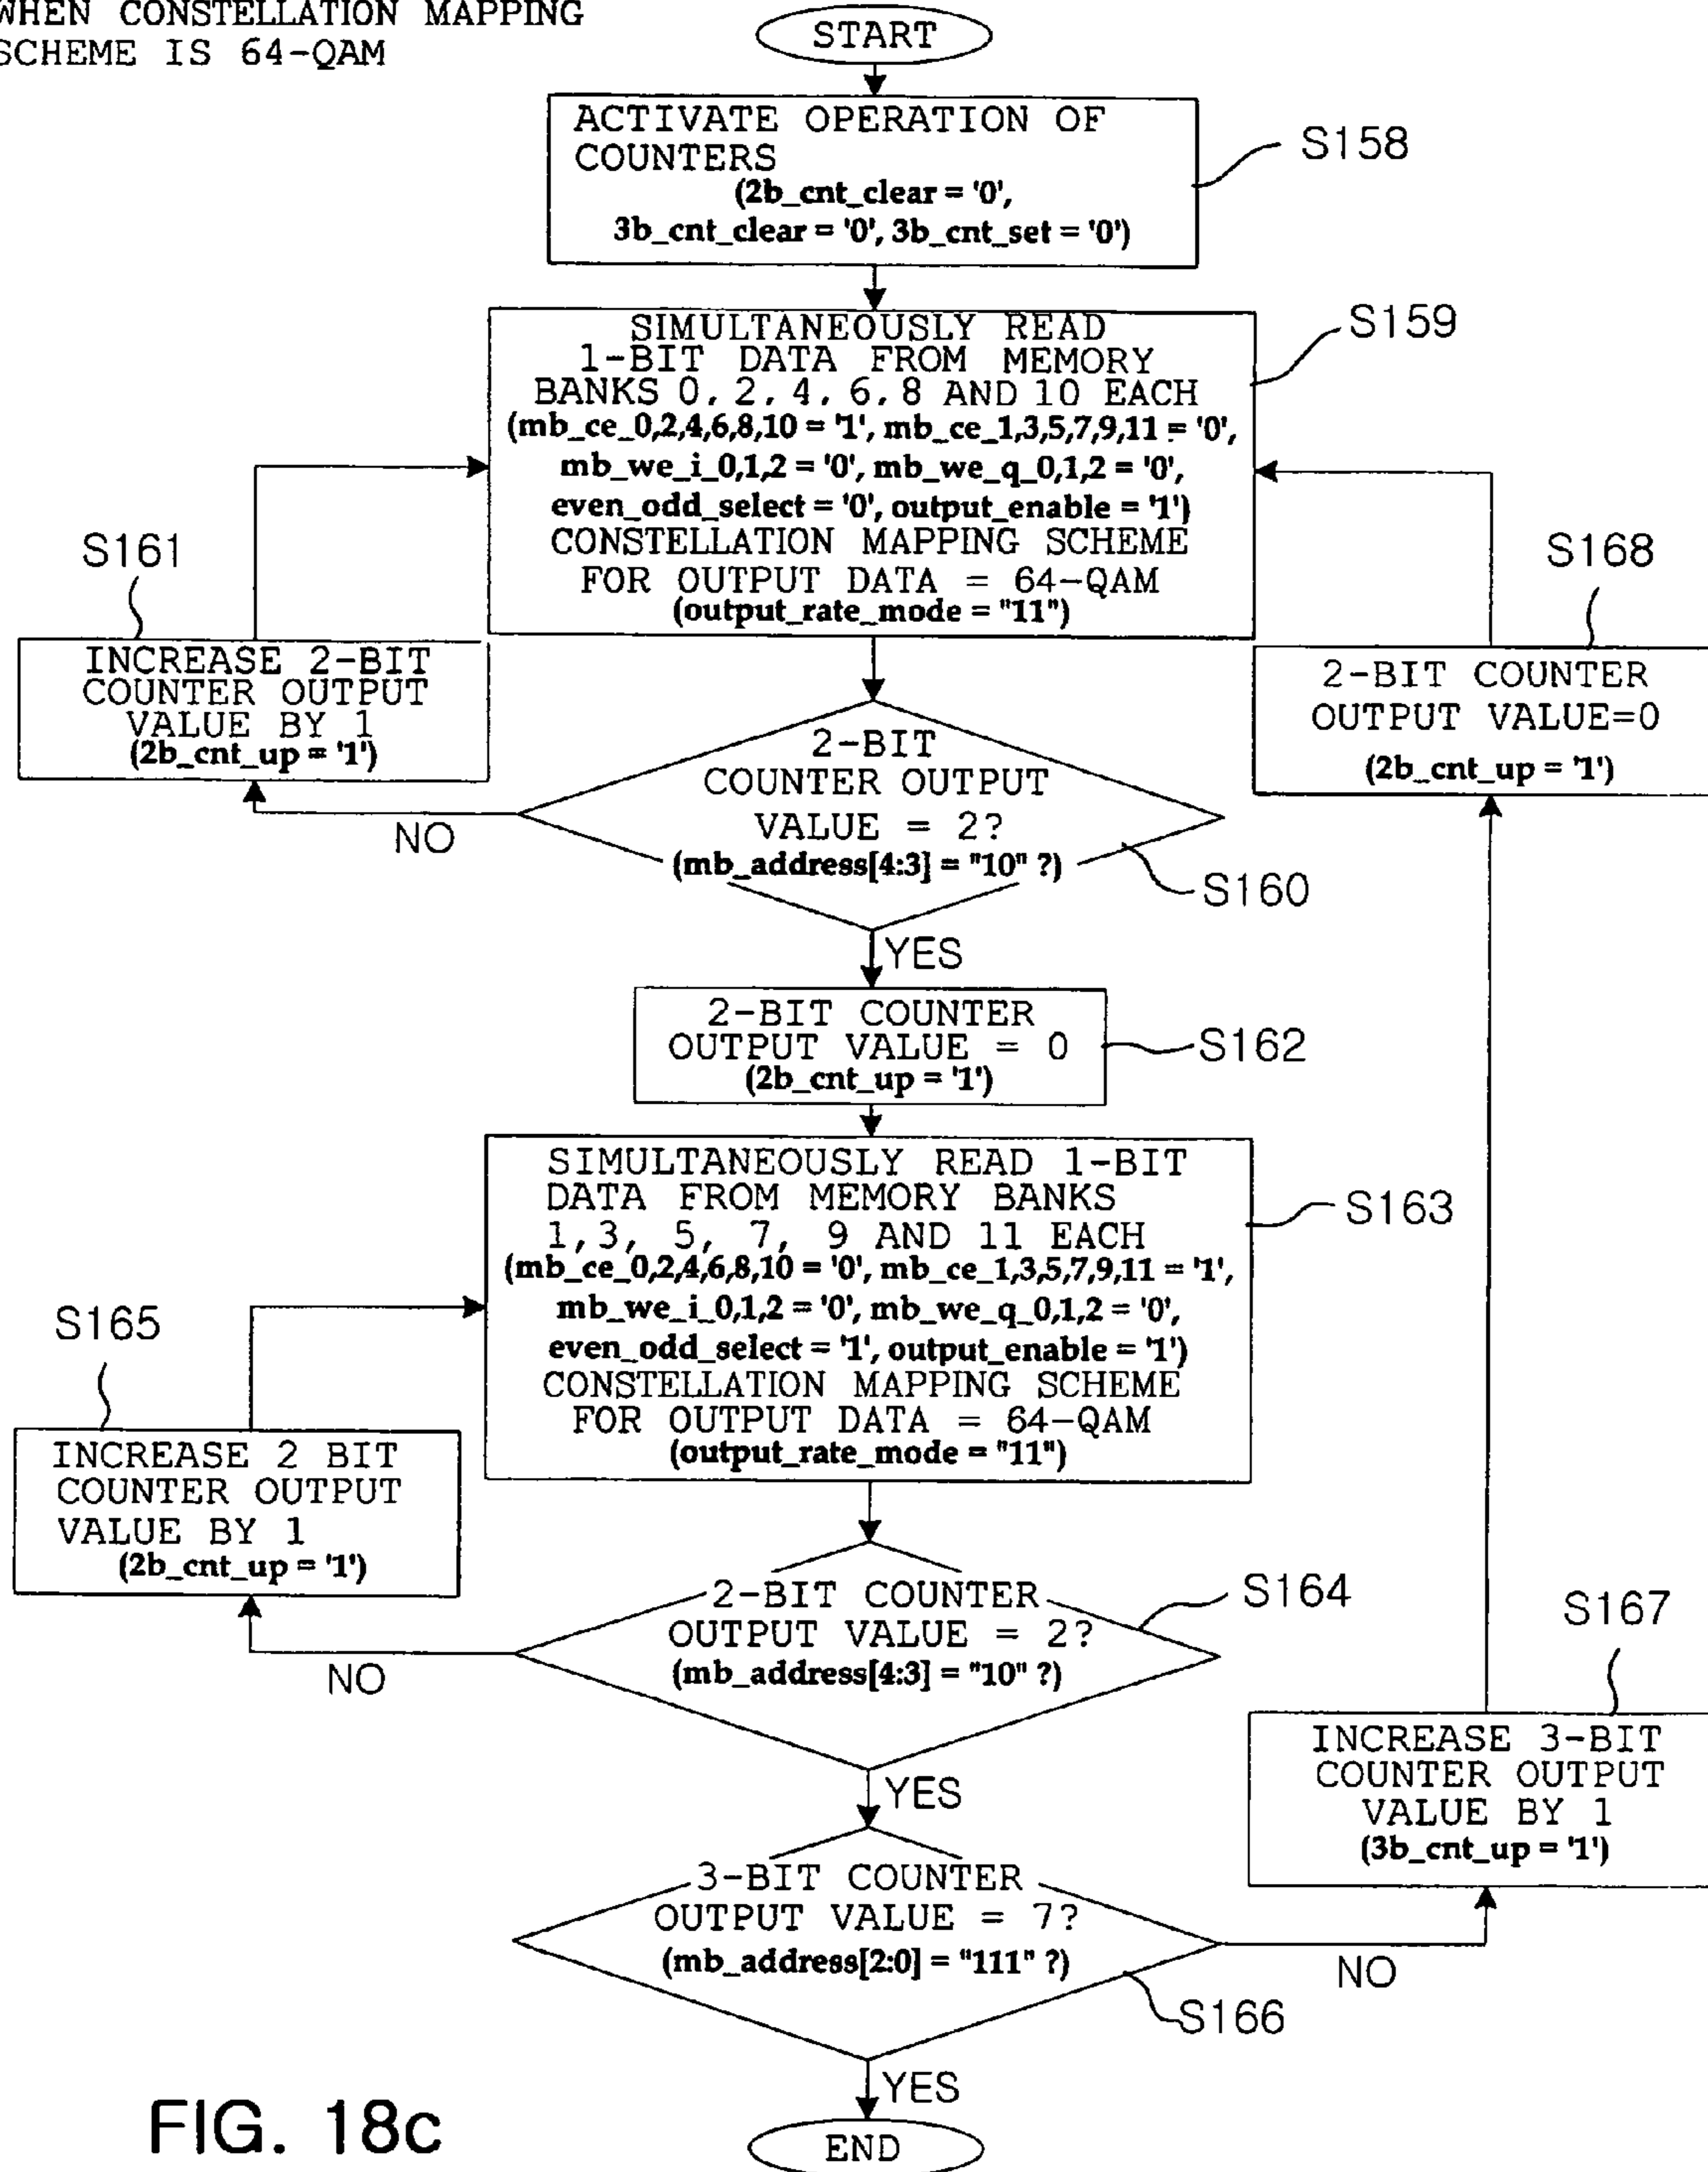 WHEN CONSTELLATION MAPPING
SCHEME IS 64-QAM
START
ACTIVATE OPERATION OF
COUNTERS
(2b_cnt_clear = '0',
3b_cnt_clear = '0', 3b_cnt_set = '0')
S158
SIMULTANEOUSLY READ
1-BIT DATA FROM MEMORY
BANKS 0, 2, 4, 6, 8 AND 10 EACH
(mb_ce_0,2,4,6,8,10 = '1', mb_ce_1,3,5,7,9,11 = '0',
mb_we_i_0,1,2 = '0', mb_we_q_0,1,2 = '0',
even_odd_select = '0', output_enable = '1')
CONSTELLATION MAPPING SCHEME
FOR OUTPUT DATA = 64-QAM
(output_rate_mode = "11")
S159
S161
INCREASE 2-BIT
COUNTER OUTPUT
VALUE BY 1
(2b_cnt_up = '1')
S168
2-BIT COUNTER
OUTPUT VALUE=0
(2b_cnt_up = '1')
2-BIT
COUNTER OUTPUT
VALUE = 2?
(mb_address[4:3] = "10" ?)
NO
S160
YES
2-BIT COUNTER
OUTPUT VALUE = 0
(2b_cnt_up = '1')
S162
SIMULTANEOUSLY READ 1-BIT
DATA FROM MEMORY BANKS
1,3, 5, 7, 9 AND 11 EACH
(mb_ce_0,2,4,6,8,10 = '0', mb_ce_1,3,5,7,9,11 = '1',
mb_we_i_0,1,2 = '0', mb_we_q_0,1,2 = '0',
even_odd_select = '1', output_enable = '1')
CONSTELLATION MAPPING SCHEME
FOR OUTPUT DATA = 64-QAM
(output_rate_mode = "11")
S163
S165
INCREASE 2 BIT
COUNTER OUTPUT
VALUE BY 1
(2b_cnt_up = '1')
2-BIT COUNTER
OUTPUT VALUE = 2?
(mb_address[4:3] = "10" ?)
S164
NO
YES
S167
INCREASE 3-BIT
COUNTER OUTPUT
VALUE BY 1
(3b_cnt_up = '1')
3-BIT COUNTER
OUTPUT VALUE = 7?
(mb_address[2:0] = "111" ?)
NO
S166
YES
END
FIG. 18c